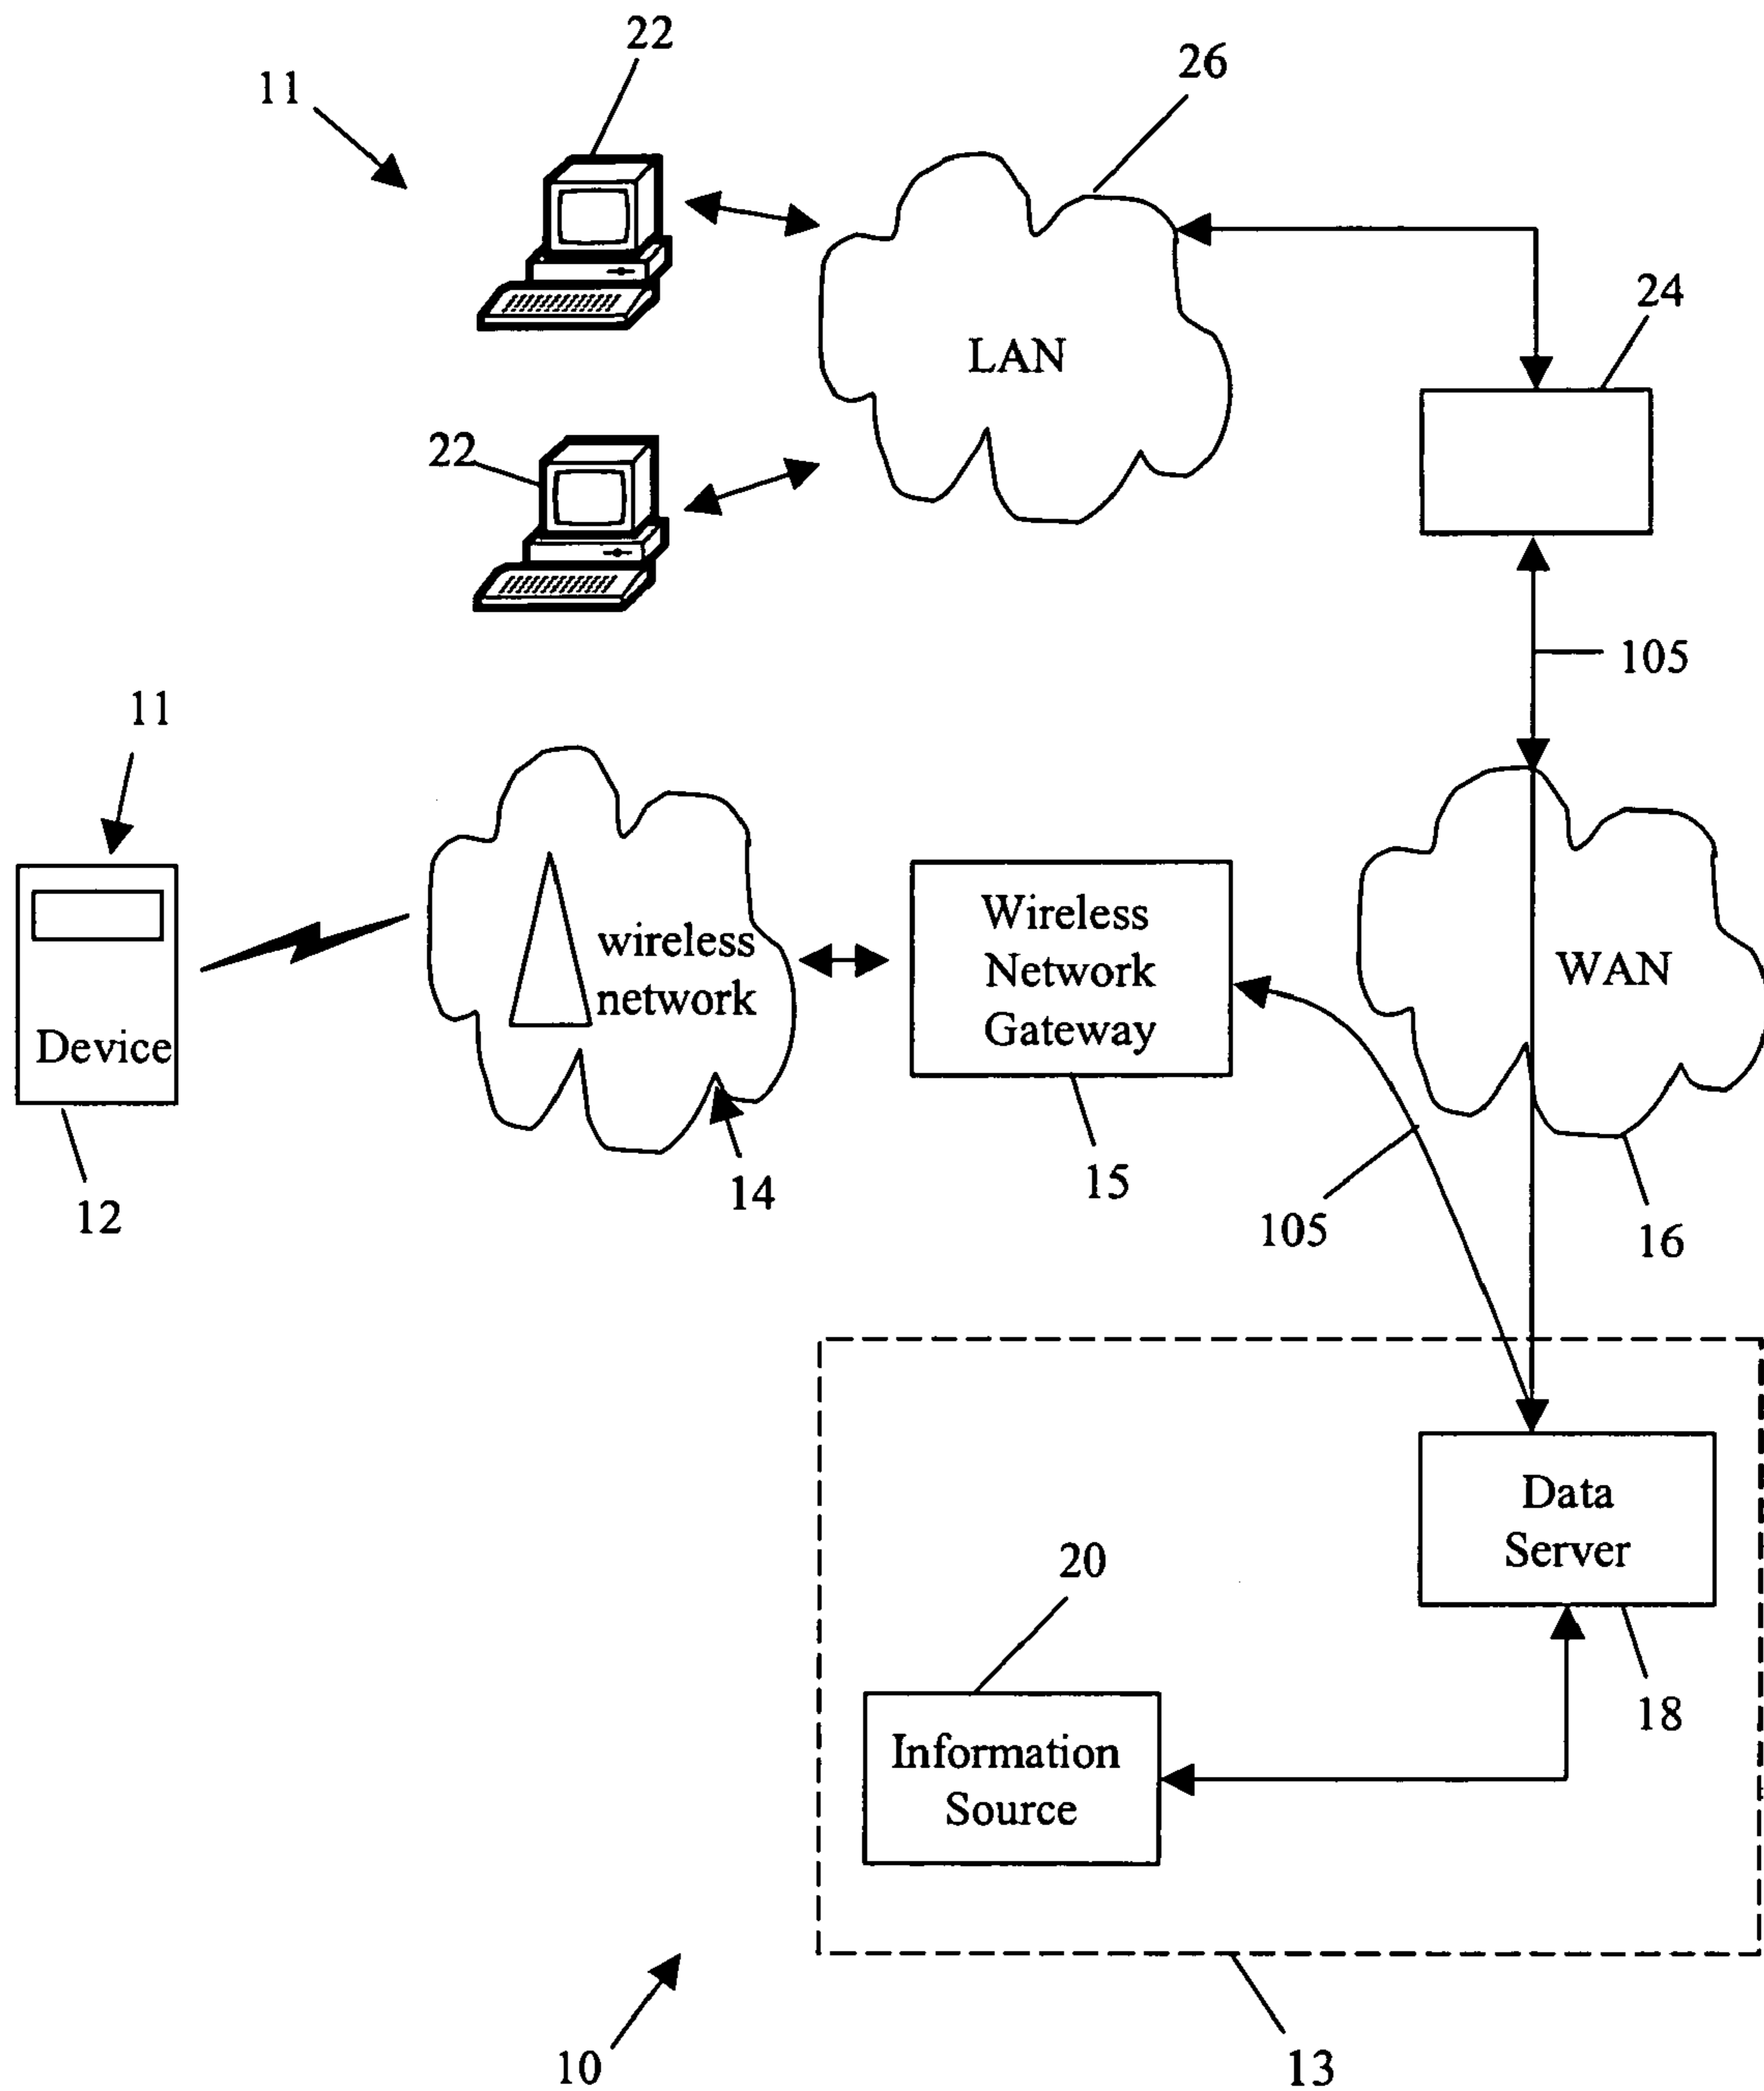 22
26
11
24
LAN
22
105
11
Wireless
Network
Gateway
wireless
network
WAN
Device
12
14
15
105
16
Data
Server
20
18
Information
Source
10
13